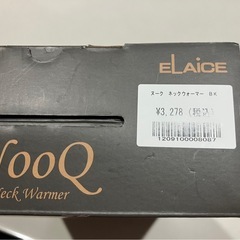 ELAiCE
ヌーク ネックウォーマー BK
¥3,278(税込)
1209100008087
NooQ
Neck Warmer